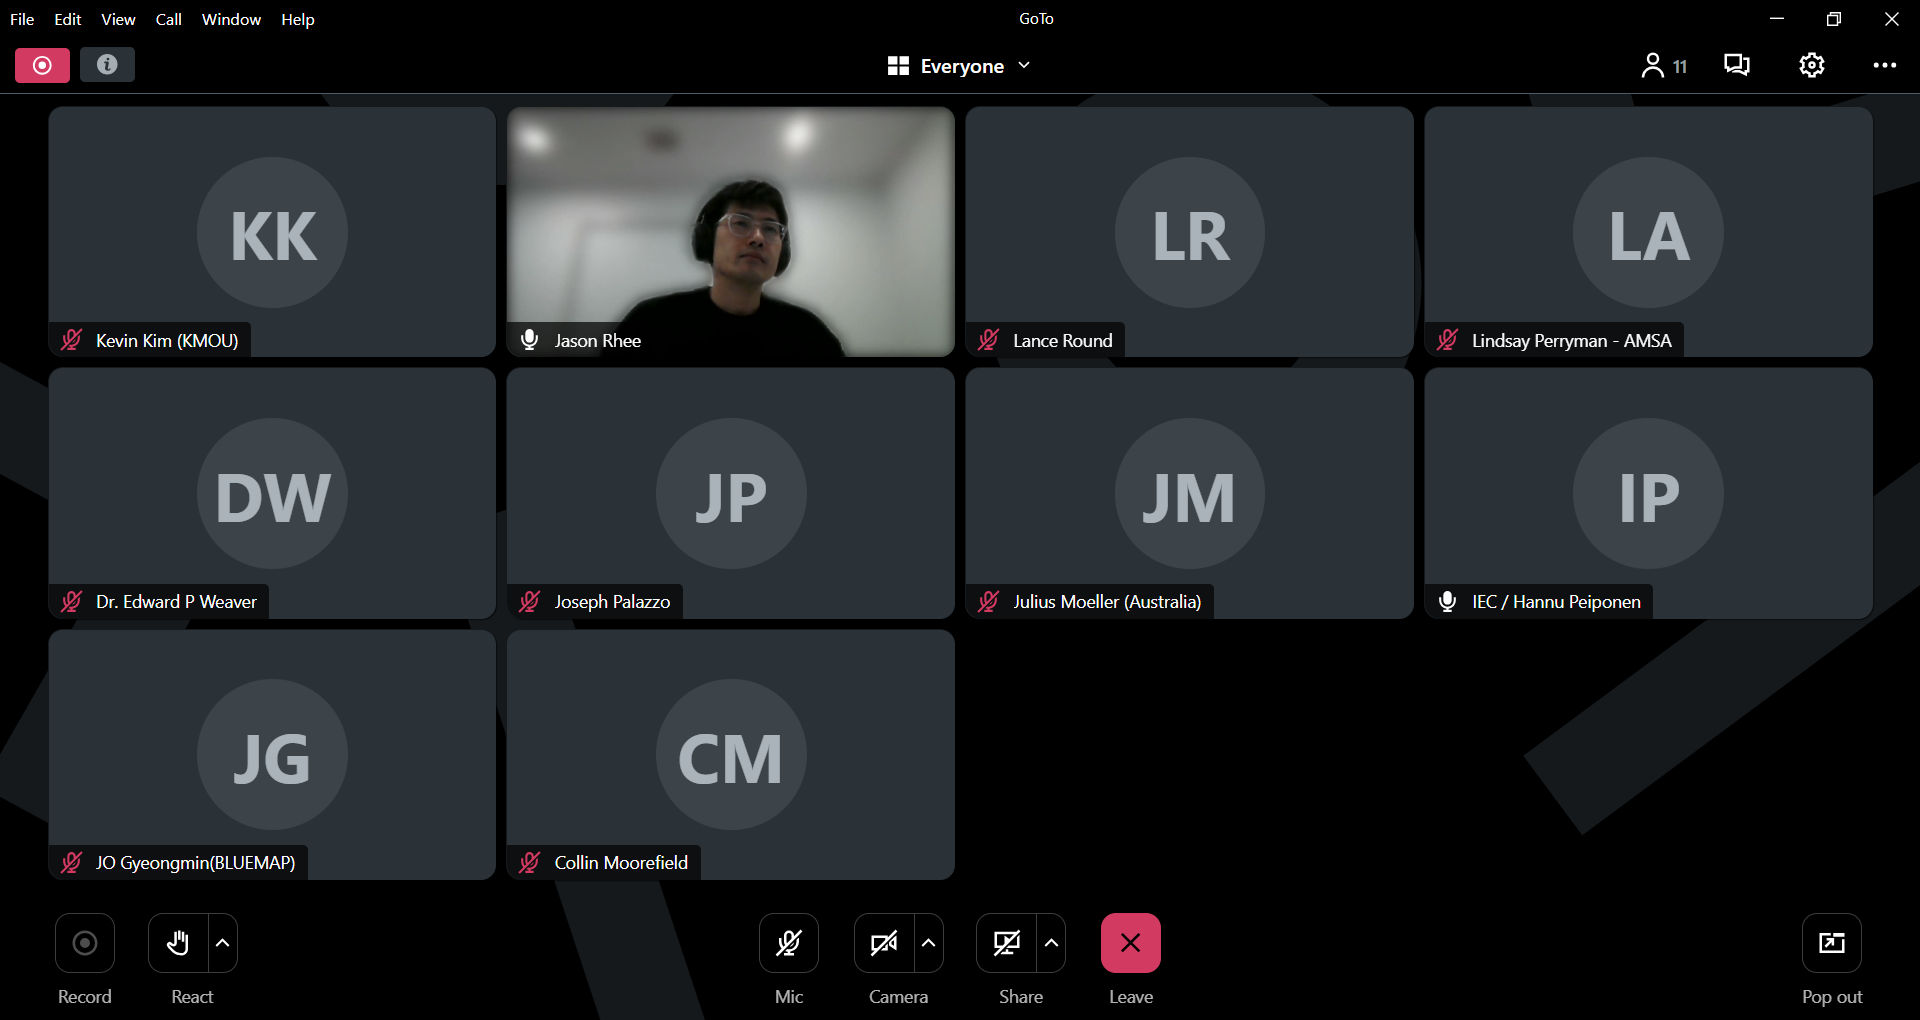 File Edit View Call Window Help
GoTo
Everyone
11
KK
Kevin Kim (KMOU)
Jason Rhee
LR
Lance Round
LA
Lindsay Perryman - AMSA
DW
Dr. Edward P Weaver
JP
Joseph Palazzo
JM
Julius Moeller (Australia)
IP
IEC / Hannu Peiponen
JG
JO Gyeongmin(BLUEMAP)
CM
Collin Moorefield
Record
React
Mic
Camera
Share
Leave
Pop out